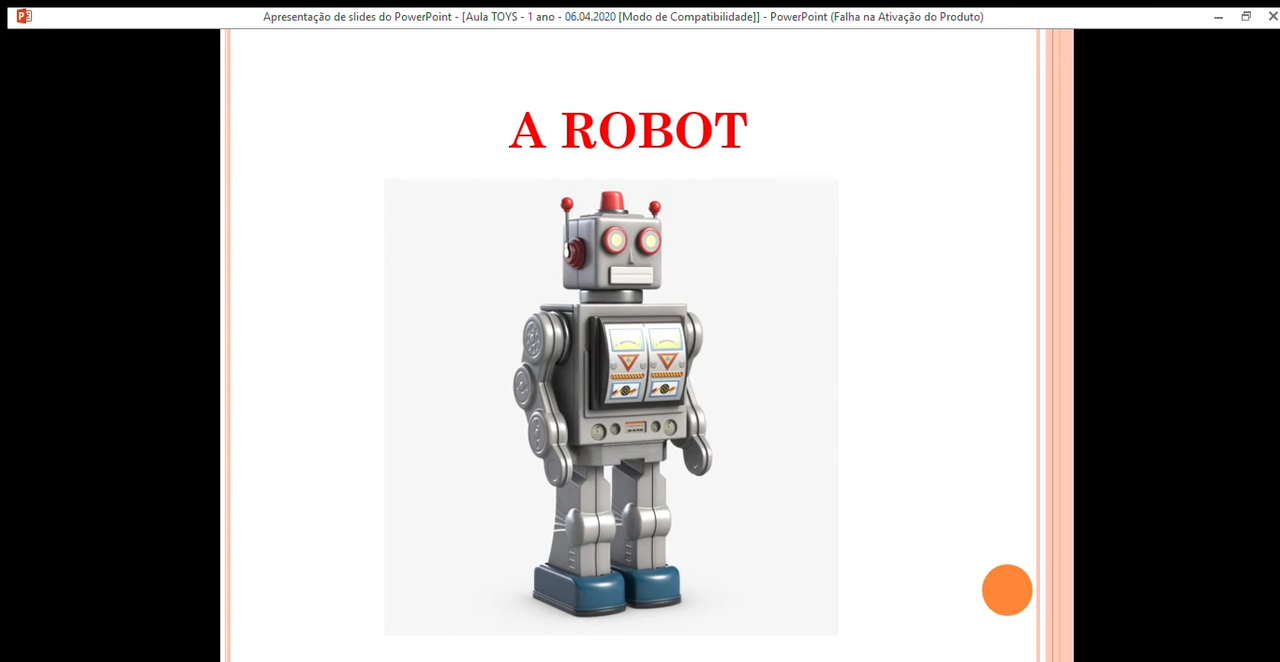 Apresentação de slides do PowerPoint - [Aula TOYS - 1 ano - 06.04.2020 [Modo de Compatibilidade]] - PowerPoint (Falha na Ativação do Produto)
A ROBOT